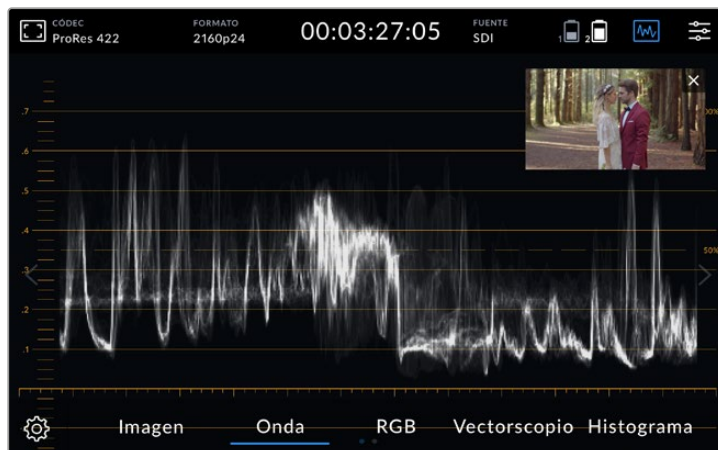 CÓDEC
ProRes 422
FORMATO
2160p24
00:03:27:05
FUENTE
SDI
1
2
.7
.6
.5
.4
.3
.2
.1
50%
Imagen
Onda
RGB
Vectorscopio
Histograma